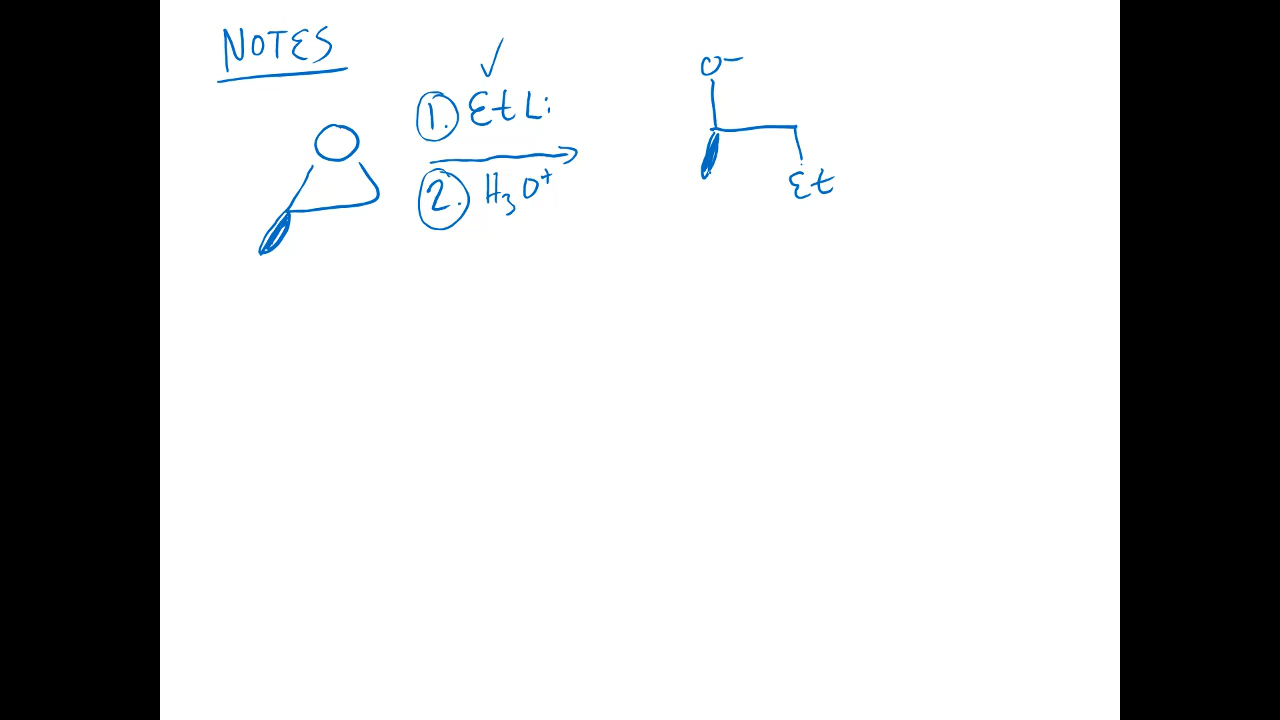 NOTES
1. EtLi
2. H3O+
O-
Et